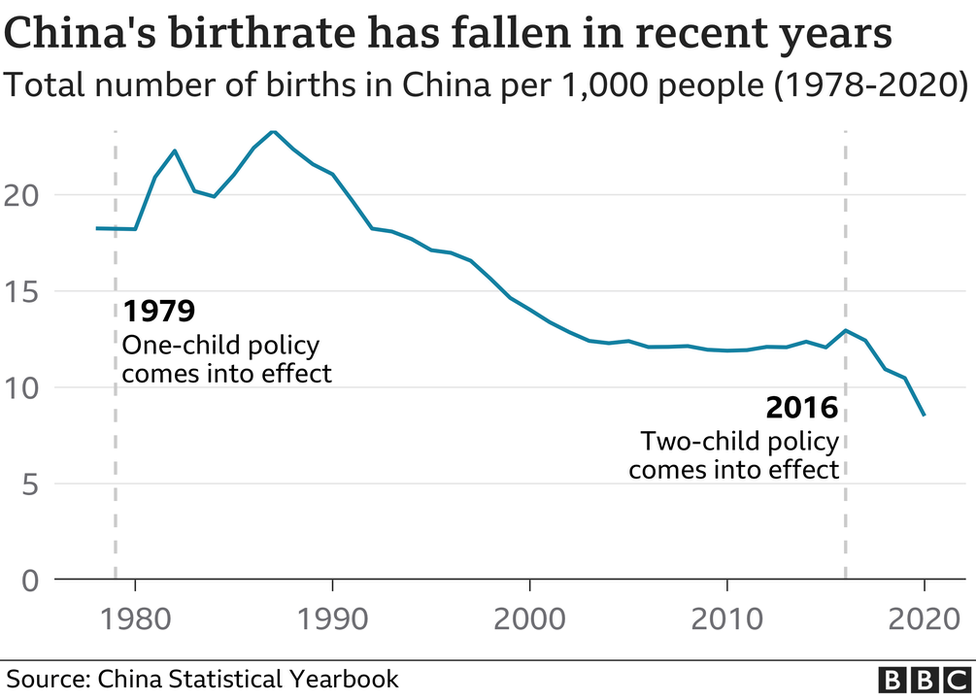 China's birthrate has fallen in recent years
Total number of births in China per 1,000 people (1978-2020)
20
15
10
5
0
1979
One-child policy
comes into effect
2016
Two-child policy
comes into effect
1980 1990 2000 2010 2020
Source: China Statistical Yearbook
BBC